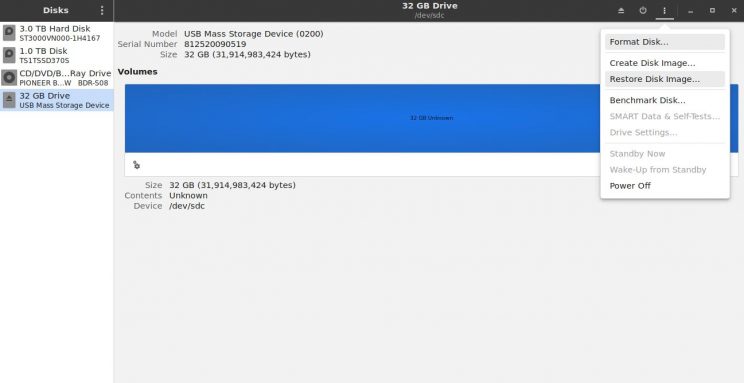 Disks
32 GB Drive
/dev/sdc
3.0 TB Hard Disk
ST3000VN000-1H4167
1.0 TB Disk
TS1TSSD370S
CD/DVD/B...Ray Drive
PIONEER B...W BDR-S08
32 GB Drive
USB Mass Storage Device
Model USB Mass Storage Device (0200)
Serial Number 812520090519
Size 32 GB (31,914,983,424 bytes)
Volumes
32 GB Unknown
Size 32 GB (31,914,983,424 bytes)
Contents Unknown
Device /dev/sdc
Format Disk...
Create Disk Image...
Restore Disk Image...
Benchmark Disk...
SMART Data & Self-Tests...
Drive Settings...
Standby Now
Wake-Up from Standby
Power Off